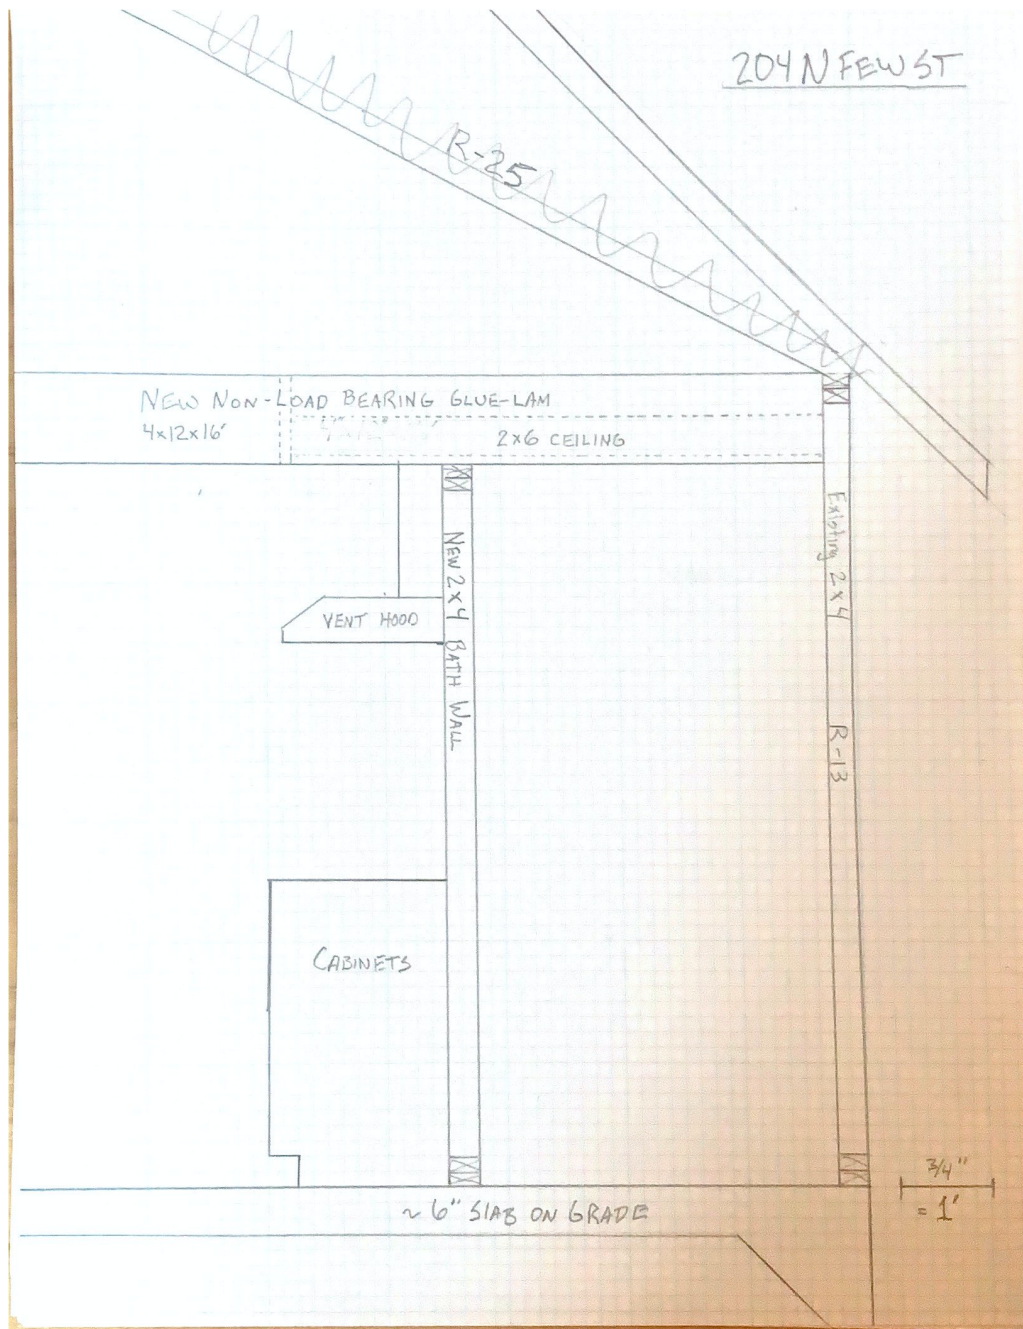 204 N FEW ST
R-25
NEW NON-LOAD BEARING GLUE-LAM
4x12x16'
2x6 CEILING
NEW 2x4 BATH WALL
Existing 2x4
VENT HOOD
R-13
CABINETS
~ 6" SLAB ON GRADE
3/4"
= 1'